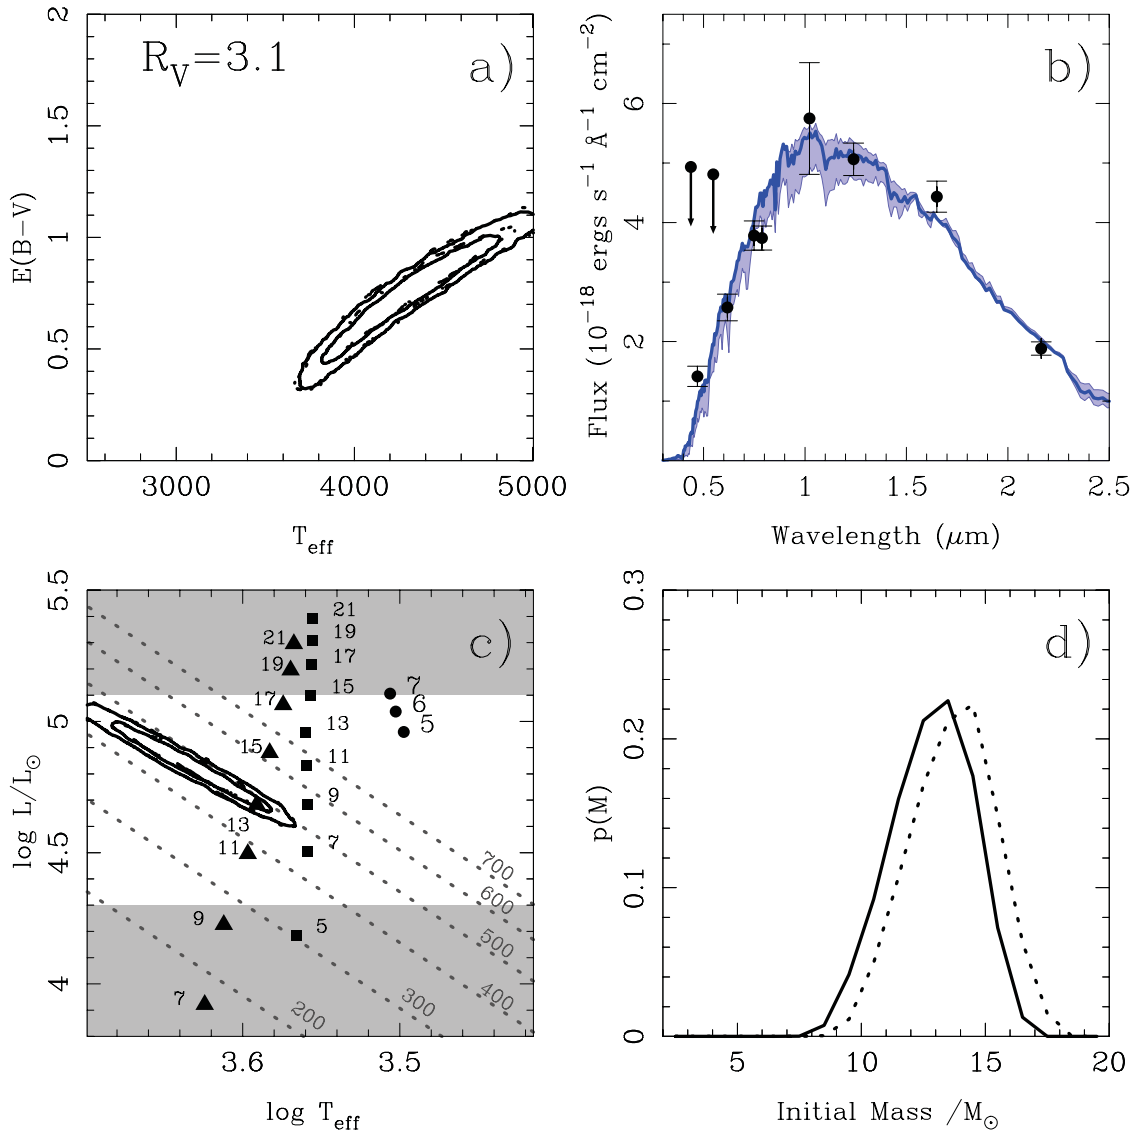 R_V=3.1
a)
E(B−V)
2
1.5
1
0.5
0
3000 4000 5000
T_eff
b)
Flux (10⁻¹⁸ ergs s⁻¹ Å⁻¹ cm⁻²)
6
4
2
0.5 1 1.5 2 2.5
Wavelength (μm)
c)
log L/L⊙
5.5
5
4.5
4
21
19
17
15
13
11
9
7
5
21
19
17
15
13
11
9
7
7
6
5
700
600
500
400
300
200
3.6 3.5
log T_eff
d)
p(M)
0.3
0.2
0.1
0
5 10 15 20
Initial Mass /M⊙